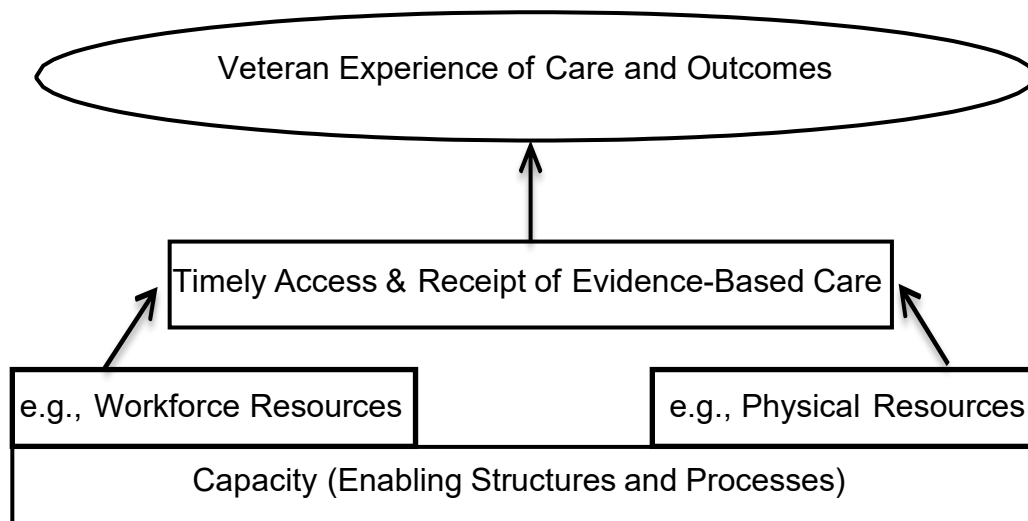 Veteran Experience of Care and Outcomes
Timely Access & Receipt of Evidence-Based Care
e.g., Workforce Resources
e.g., Physical Resources
Capacity (Enabling Structures and Processes)